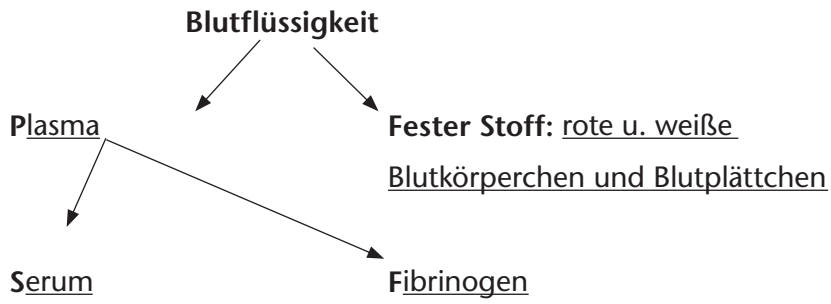 Blutflüssigkeit
Plasma
Fester Stoff: rote u. weiße
Blutkörperchen und Blutplättchen
Serum
Fibrinogen